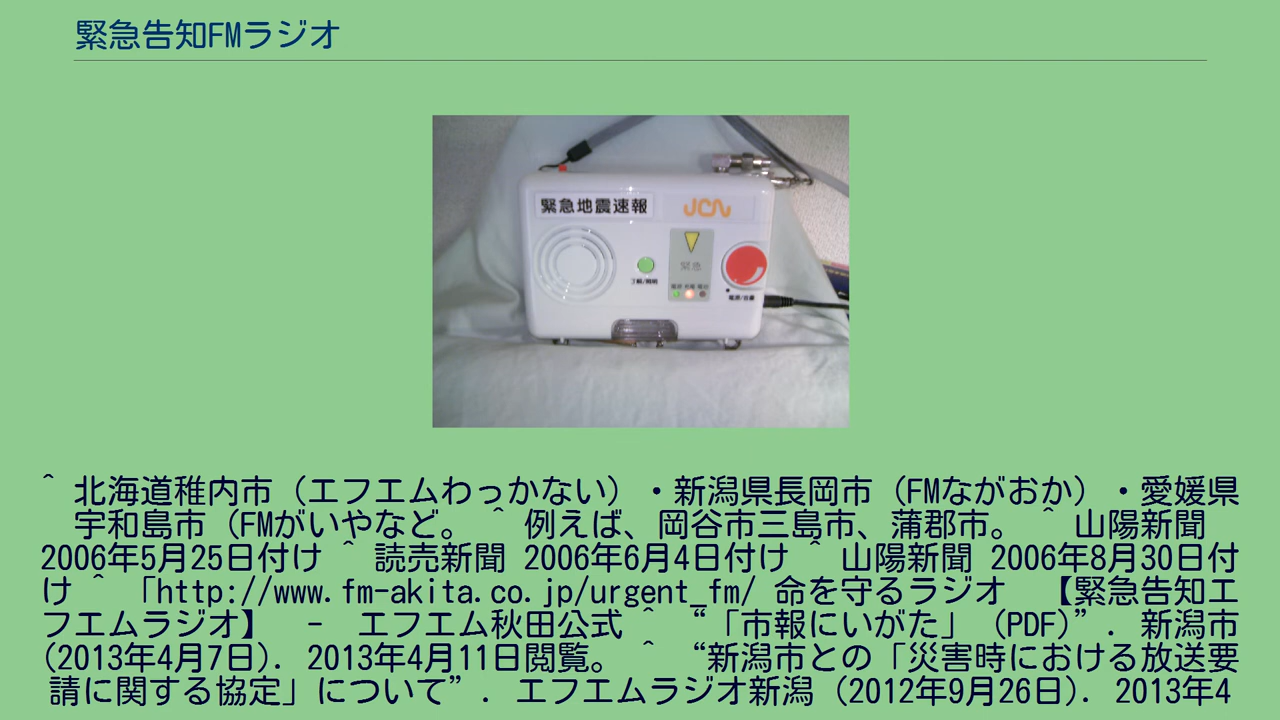 緊急告知FMラジオ
緊急地震速報 JCN
緊急
^ 北海道稚内市（エフエムわっかない）・新潟県長岡市（FMながおか）・愛媛県
宇和島市（FMがいやなど。 ^ 例えば、岡谷市三島市、蒲郡市。 ^ 山陽新聞
2006年5月25日付け ^ 読売新聞 2006年6月4日付け ^ 山陽新聞 2006年8月30日付
け ^ 「http://www.fm-akita.co.jp/urgent_fm/ 命を守るラジオ 【緊急告知エ
フエムラジオ】 - エフエム秋田公式 ^ “「市報にいがた」（PDF）”. 新潟市
(2013年4月7日). 2013年4月11日閲覧。 ^ “新潟市との「災害時における放送要
請に関する協定」について”. エフエムラジオ新潟 (2012年9月26日). 2013年4